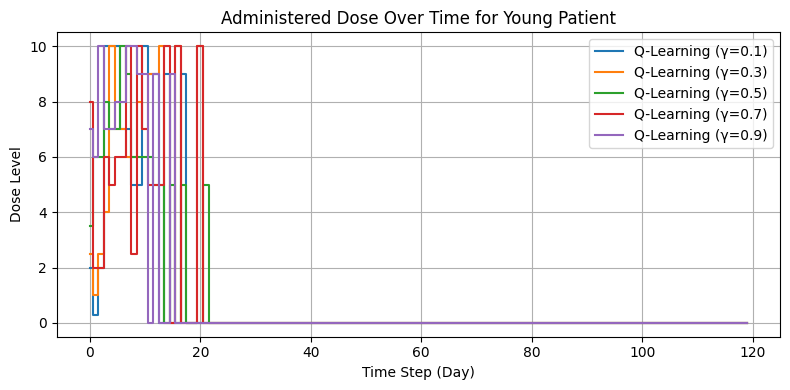 Administered Dose Over Time for Young Patient
10
8
6
4
2
0
Dose Level
Q-Learning (γ=0.1)
Q-Learning (γ=0.3)
Q-Learning (γ=0.5)
Q-Learning (γ=0.7)
Q-Learning (γ=0.9)
0 20 40 60 80 100 120
Time Step (Day)